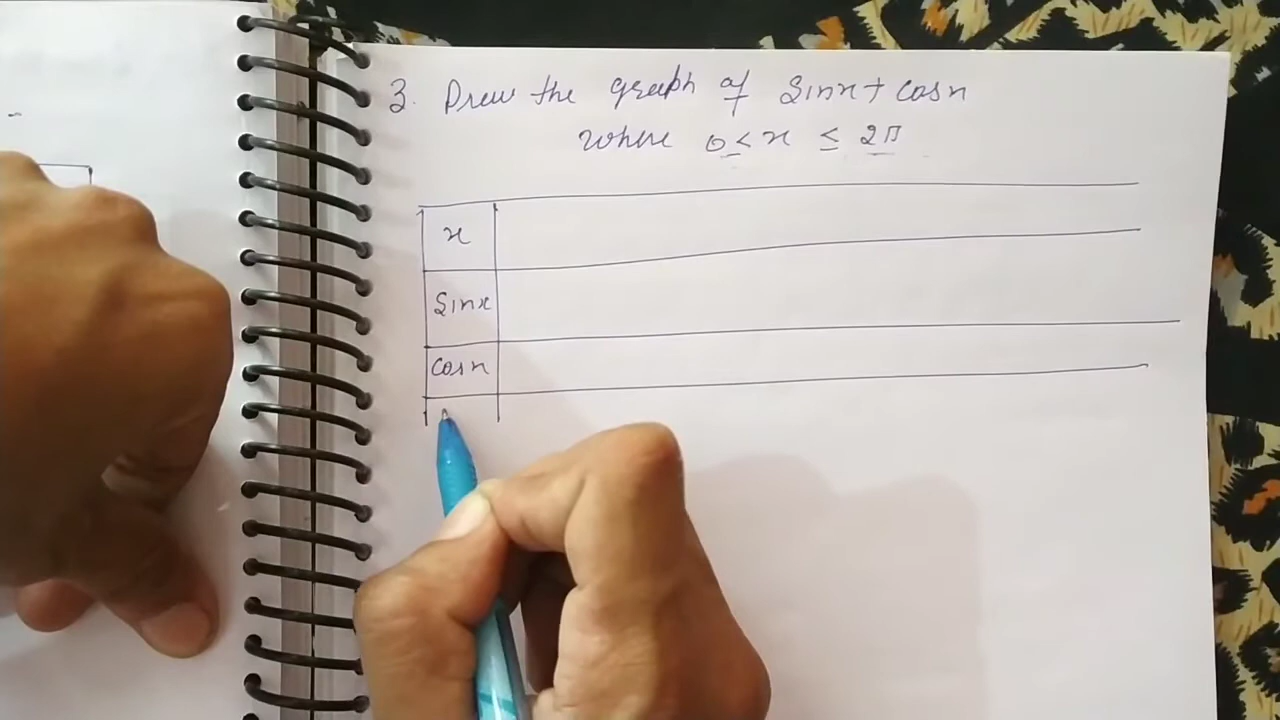 3. Draw the graph of Sinx + Cosx
where 0 ≤ x ≤ 2π
x
Sinx
Cosx